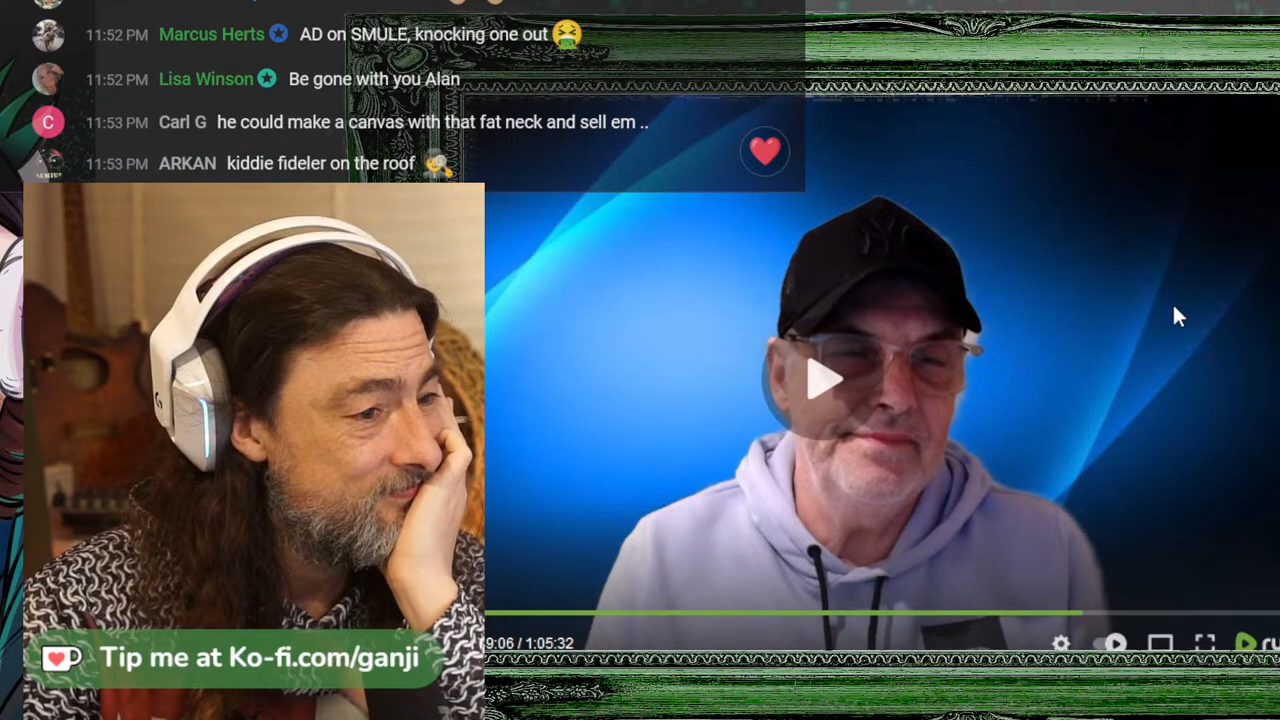 11:52 PM Marcus Herts AD on SMULE, knocking one out
11:52 PM Lisa Winson Be gone with you Alan
C 11:53 PM Carl G he could make a canvas with that fat neck and sell em ..
11:53 PM ARKAN kiddie fideler on the roof
NY
G
9:06 / 1:05:32
Tip me at Ko-fi.com/ganji